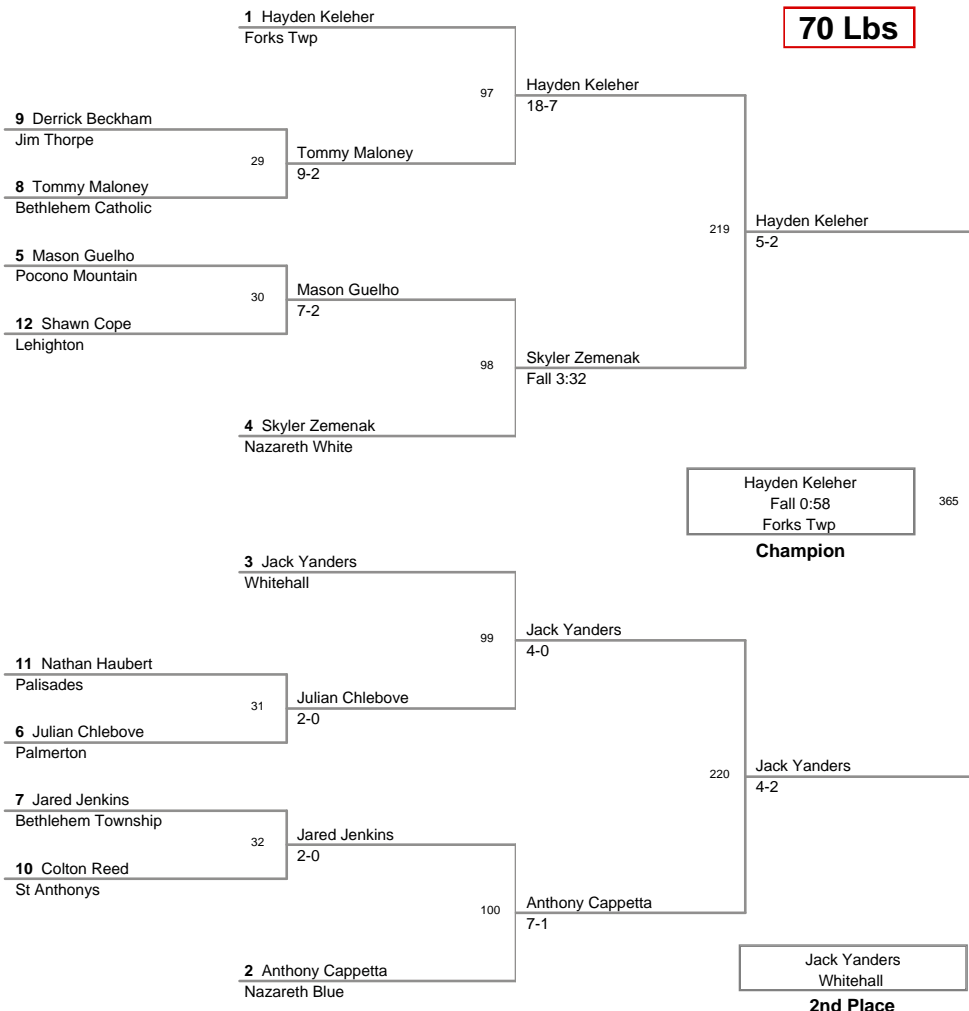 1 Hayden Keleher
Forks Twp
70 Lbs
97
Hayden Keleher
18-7
9 Derrick Beckham
Jim Thorpe
29
Tommy Maloney
9-2
8 Tommy Maloney
Bethlehem Catholic
219
Hayden Keleher
5-2
5 Mason Guelho
Pocono Mountain
30
Mason Guelho
7-2
12 Shawn Cope
Lehighton
98
Skyler Zemenak
Fall 3:32
4 Skyler Zemenak
Nazareth White
Hayden Keleher
Fall 0:58
Forks Twp
365
Champion
3 Jack Yanders
Whitehall
99
Jack Yanders
4-0
11 Nathan Haubert
Palisades
31
Julian Chlebove
2-0
6 Julian Chlebove
Palmerton
220
Jack Yanders
4-2
7 Jared Jenkins
Bethlehem Township
32
Jared Jenkins
2-0
10 Colton Reed
St Anthonys
100
Anthony Cappetta
7-1
2 Anthony Cappetta
Nazareth Blue
Jack Yanders
Whitehall
2nd Place